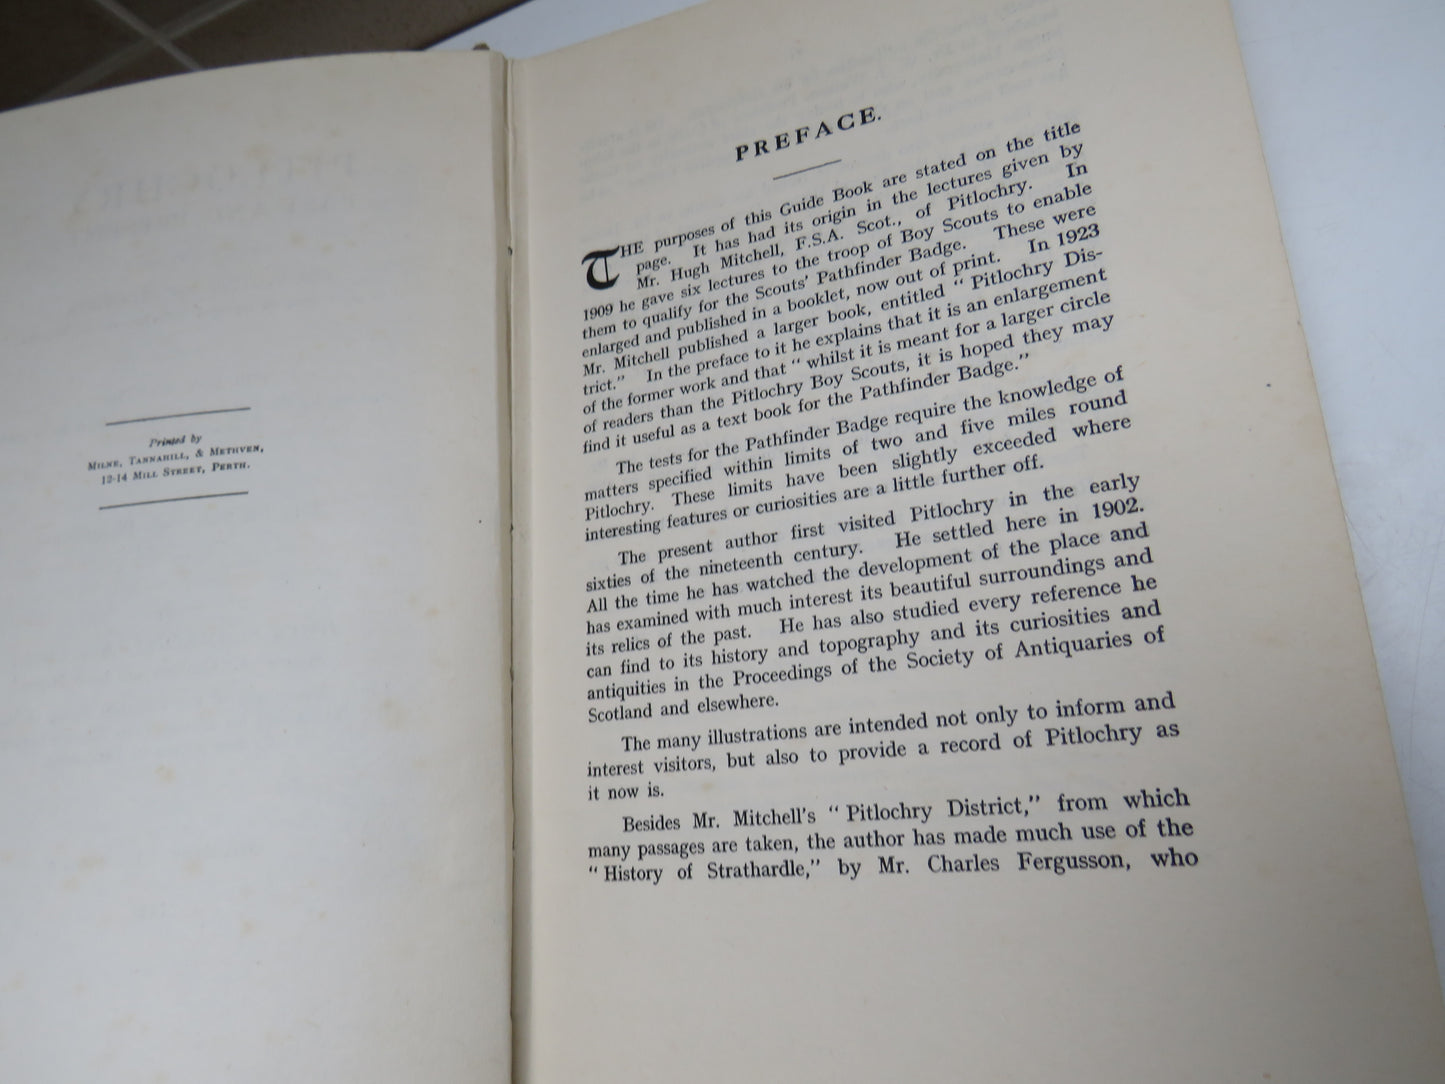 Printed by
MILNE, TANNAHILL, & METHVEN,
12-14 MILL STREET, PERTH.
PREFACE.
THE purposes of this Guide Book are stated on the title
page. It has had its origin in the lectures given by
Mr. Hugh Mitchell, F.S.A. Scot., of Pitlochry. In
1909 he gave six lectures to the troop of Boy Scouts to enable
them to qualify for the Scouts' Pathfinder Badge. These were
enlarged and published in a booklet, now out of print. In 1923
Mr. Mitchell published a larger book, entitled “ Pitlochry Dis-
trict.” In the preface to it he explains that it is an enlargement
of the former work and that “ whilst it is meant for a larger circle
of readers than the Pitlochry Boy Scouts, it is hoped they may
find it useful as a text book for the Pathfinder Badge.”
The tests for the Pathfinder Badge require the knowledge of
matters specified within limits of two and five miles round
Pitlochry. These limits have been slightly exceeded where
interesting features or curiosities are a little further off.
The present author first visited Pitlochry in the early
sixties of the nineteenth century. He settled here in 1902.
All the time he has watched the development of the place and
has examined with much interest its beautiful surroundings and
its relics of the past. He has also studied every reference he
can find to its history and topography and its curiosities and
antiquities in the Proceedings of the Society of Antiquaries of
Scotland and elsewhere.
The many illustrations are intended not only to inform and
interest visitors, but also to provide a record of Pitlochry as
it now is.
Besides Mr. Mitchell's “ Pitlochry District,” from which
many passages are taken, the author has made much use of the
“ History of Strathardle,” by Mr. Charles Fergusson, who